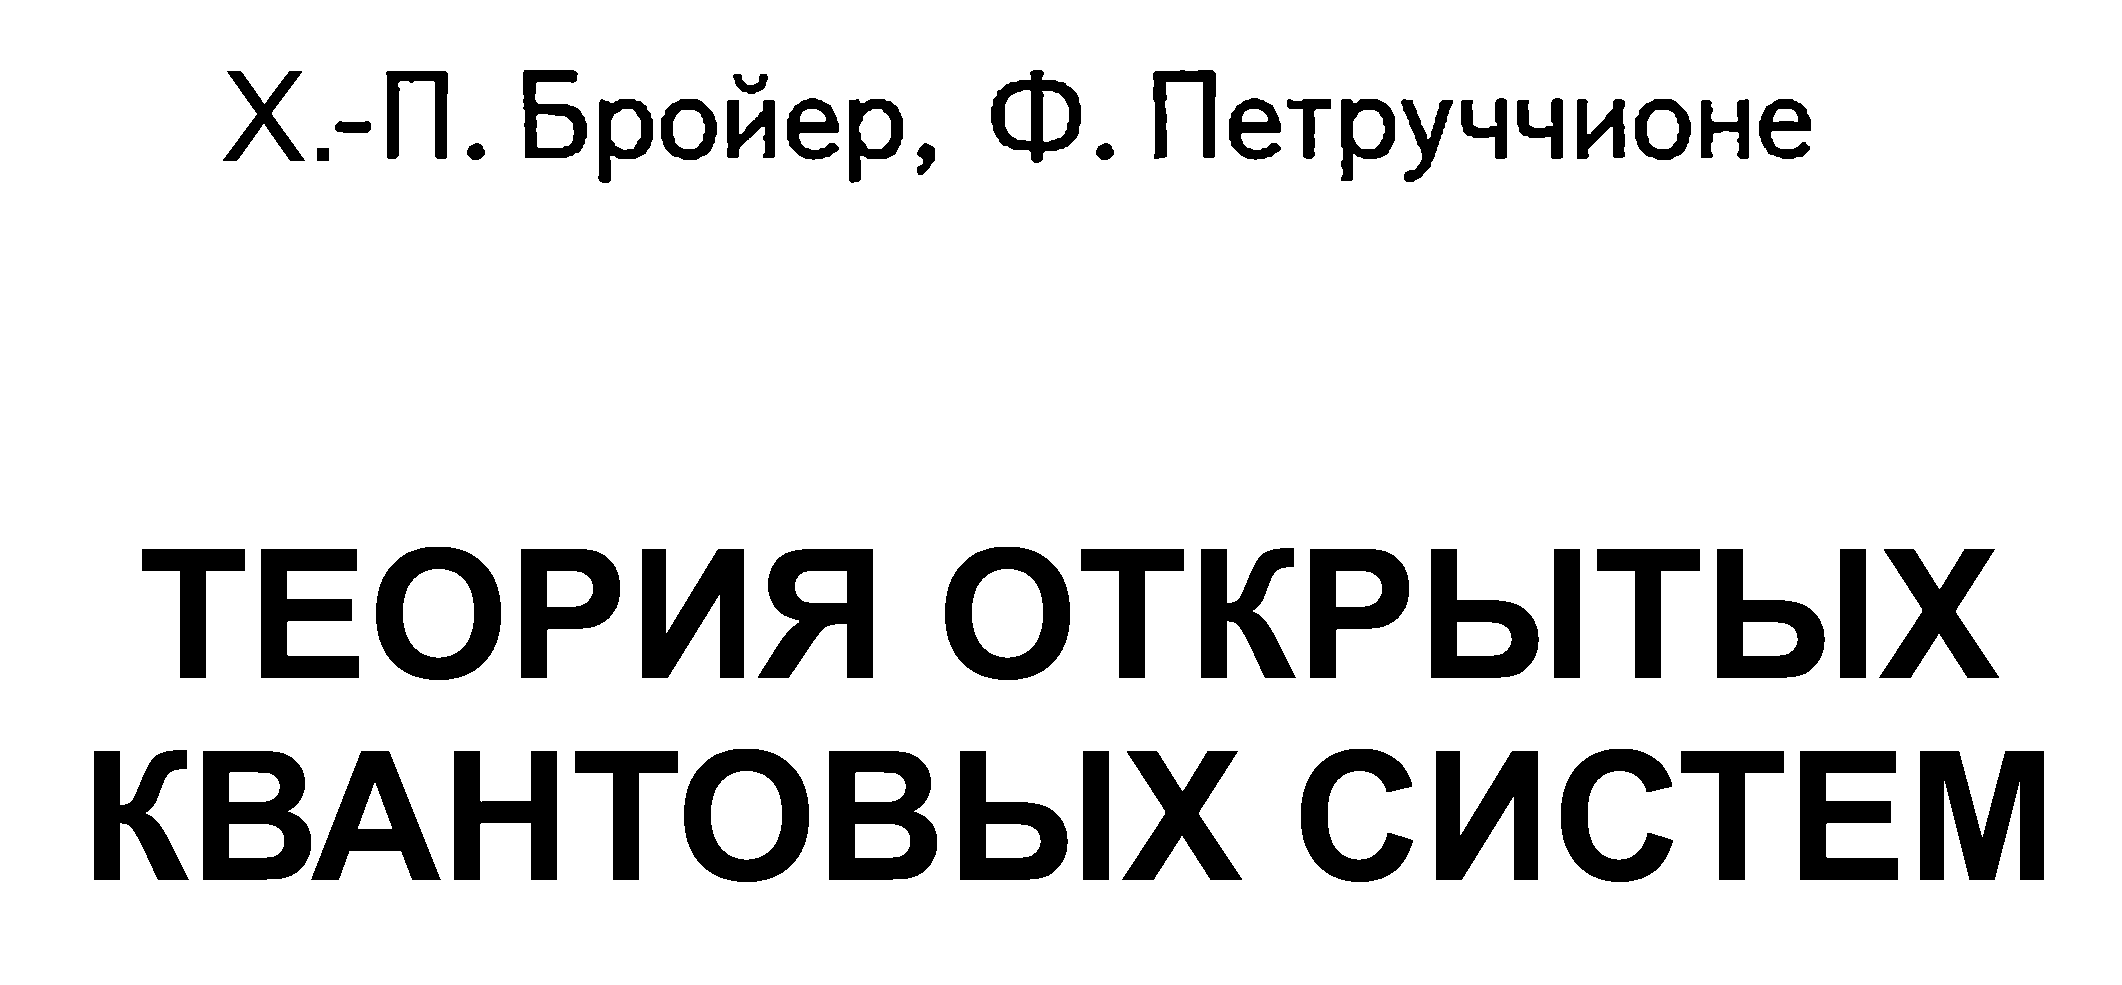 Х.-П. Бройер, Ф. Петруччионе
ТЕОРИЯ ОТКРЫТЫХ
КВАНТОВЫХ СИСТЕМ